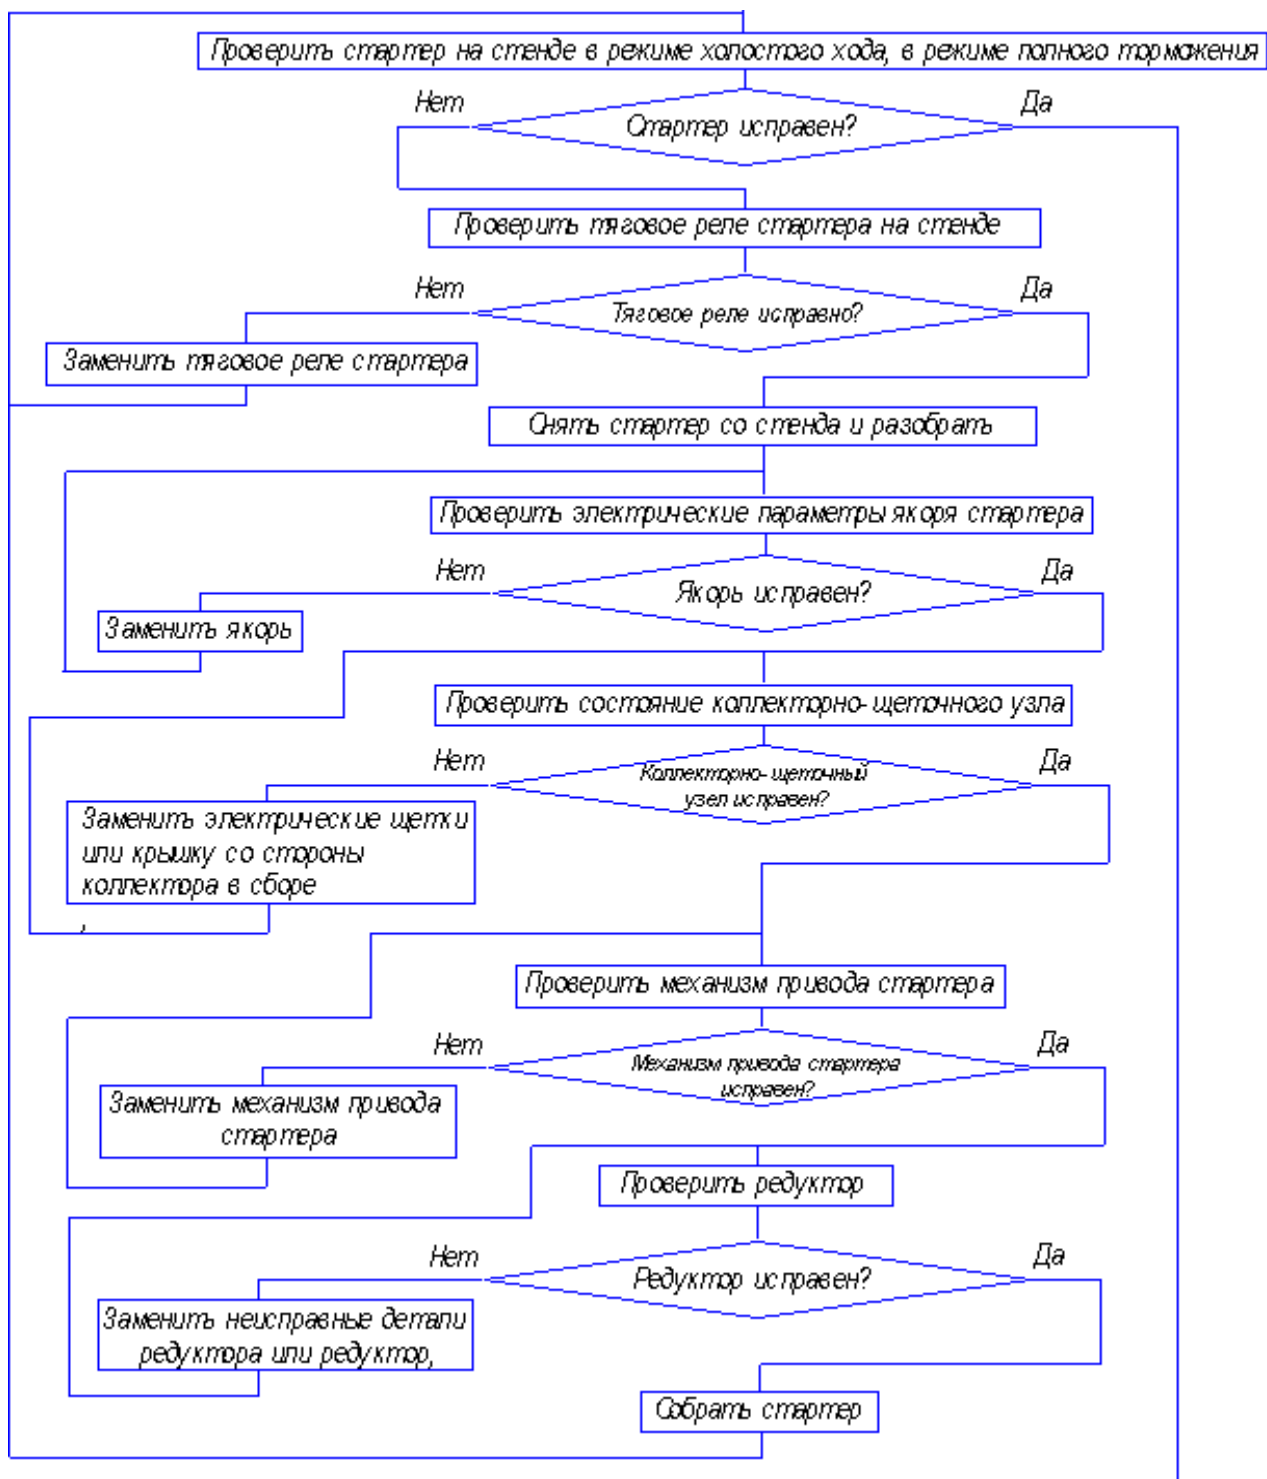 Проверить стартер на стенде в режиме холостого хода, в режиме полного торможения
Нет
Да
Стартер исправен?
Проверить тяговое реле стартера на стенде
Нет
Да
Тяговое реле исправно?
Заменить тяговое реле стартера
Снять стартер со стенда и разобрать
Проверить электрические параметры якоря стартера
Нет
Да
Якорь исправен?
Заменить якорь
Проверить состояние коллекторно-щеточного узла
Нет
Да
Коллекторно-щеточный
узел исправен?
Заменить электрические щетки
или крышку со стороны
коллектора в сборе
,
Проверить механизм привода стартера
Нет
Да
Механизм привода стартера
исправен?
Заменить механизм привода
стартера
Проверить редуктор
Нет
Да
Редуктор исправен?
Заменить неисправные детали
редуктора или редуктор,
Собрать стартер